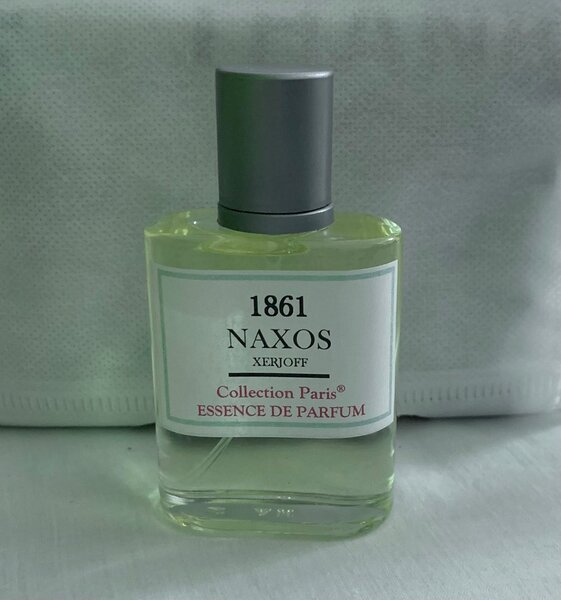 1861
NAXOS
XERJOFF
Collection Paris®
ESSENCE DE PARFUM